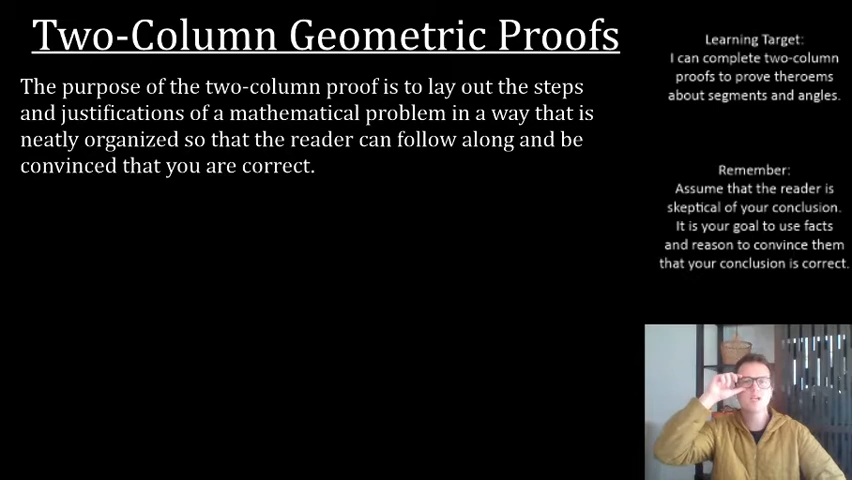 Two-Column Geometric Proofs
The purpose of the two-column proof is to lay out the steps
and justifications of a mathematical problem in a way that is
neatly organized so that the reader can follow along and be
convinced that you are correct.
Learning Target:
I can complete two-column
proofs to prove theroems
about segments and angles.
Remember:
Assume that the reader is
skeptical of your conclusion.
It is your goal to use facts
and reason to convince them
that your conclusion is correct.